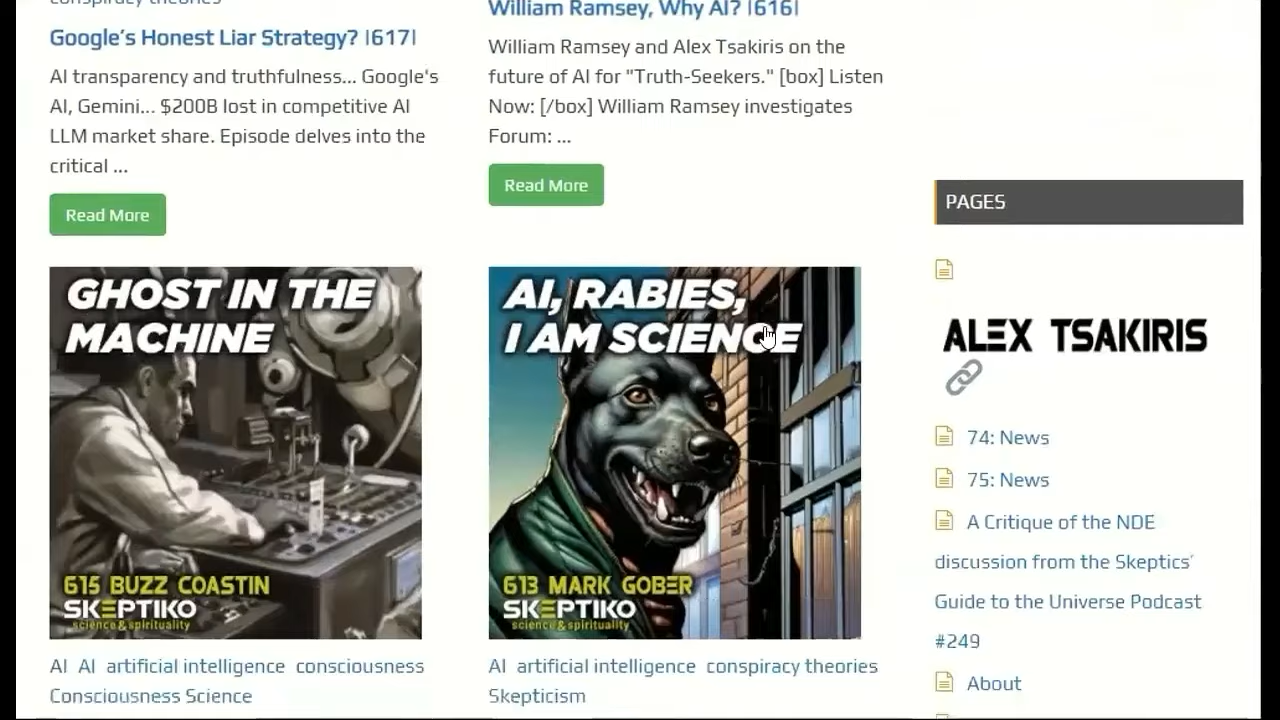 conspiracy theories
Google's Honest Liar Strategy? |617|
AI transparency and truthfulness... Google's
AI, Gemini... $200B lost in competitive AI
LLM market share. Episode delves into the
critical ...
Read More
William Ramsey, Why AI? |616|
William Ramsey and Alex Tsakiris on the
future of AI for "Truth-Seekers." [box] Listen
Now: [/box] William Ramsey investigates
Forum: ...
Read More
GHOST IN THE
MACHINE
615 BUZZ COASTIN
SKEPTIKO
science&spirituality
AI AI artificial intelligence consciousness
Consciousness Science
AI, RABIES,
I AM SCIENCE
613 MARK GOBER
SKEPTIKO
science&spirituality
AI artificial intelligence conspiracy theories
Skepticism
PAGES
ALEX TSAKIRIS
74: News
75: News
A Critique of the NDE
discussion from the Skeptics'
Guide to the Universe Podcast
#249
About